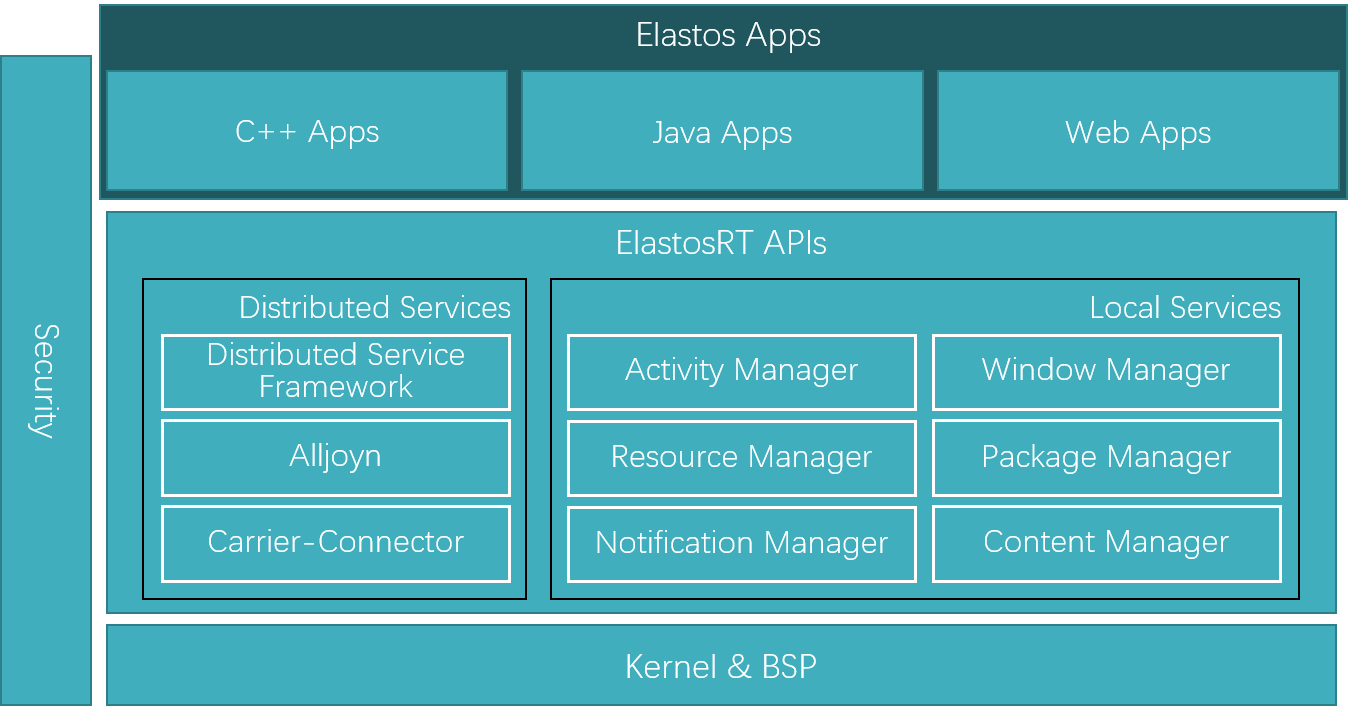 Elastos Apps
C++ Apps
Java Apps
Web Apps
Security
ElastosRT APIs
Distributed Services
Distributed Service
Framework
Alljoyn
Carrier-Connector
Local Services
Activity Manager
Window Manager
Resource Manager
Package Manager
Notification Manager
Content Manager
Kernel & BSP